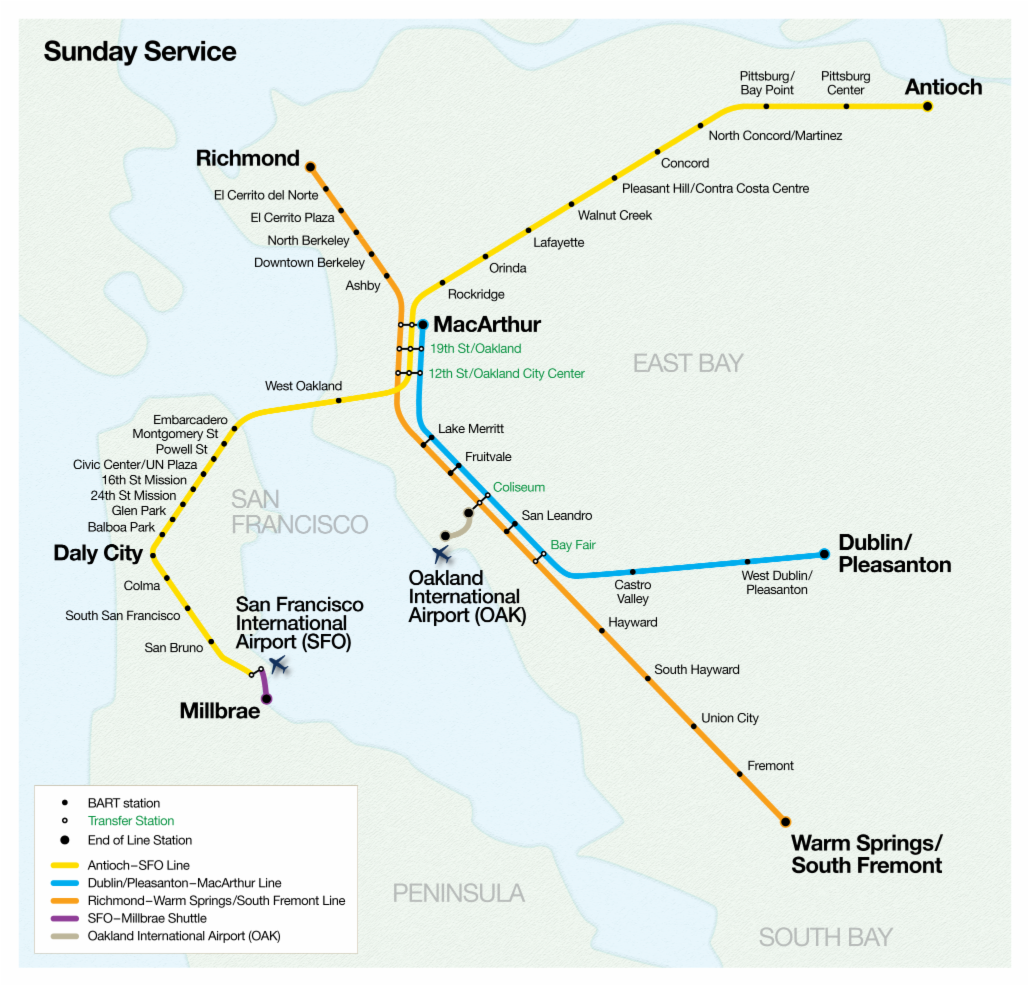 Sunday Service
Pittsburg/
Bay Point
Pittsburg
Center
Antioch
North Concord/Martinez
Concord
Pleasant Hill/Contra Costa Centre
Walnut Creek
Lafayette
Orinda
Rockridge
Richmond
El Cerrito del Norte
El Cerrito Plaza
North Berkeley
Downtown Berkeley
Ashby
MacArthur
19th St/Oakland
12th St/Oakland City Center
EAST BAY
West Oakland
Embarcadero
Montgomery St
Powell St
Civic Center/UN Plaza
16th St Mission
24th St Mission
Glen Park
Balboa Park
Daly City
SAN
FRANCISCO
Colma
South San Francisco
San Bruno
San Francisco
International
Airport (SFO)
Millbrae
Lake Merritt
Fruitvale
Coliseum
San Leandro
Bay Fair
Oakland
International
Airport (OAK)
Castro
Valley
West Dublin/
Pleasanton
Dublin/
Pleasanton
Hayward
South Hayward
Union City
Fremont
Warm Springs/
South Fremont
PENINSULA
SOUTH BAY
BART station
Transfer Station
End of Line Station
Antioch–SFO Line
Dublin/Pleasanton–MacArthur Line
Richmond–Warm Springs/South Fremont Line
SFO–Millbrae Shuttle
Oakland International Airport (OAK)